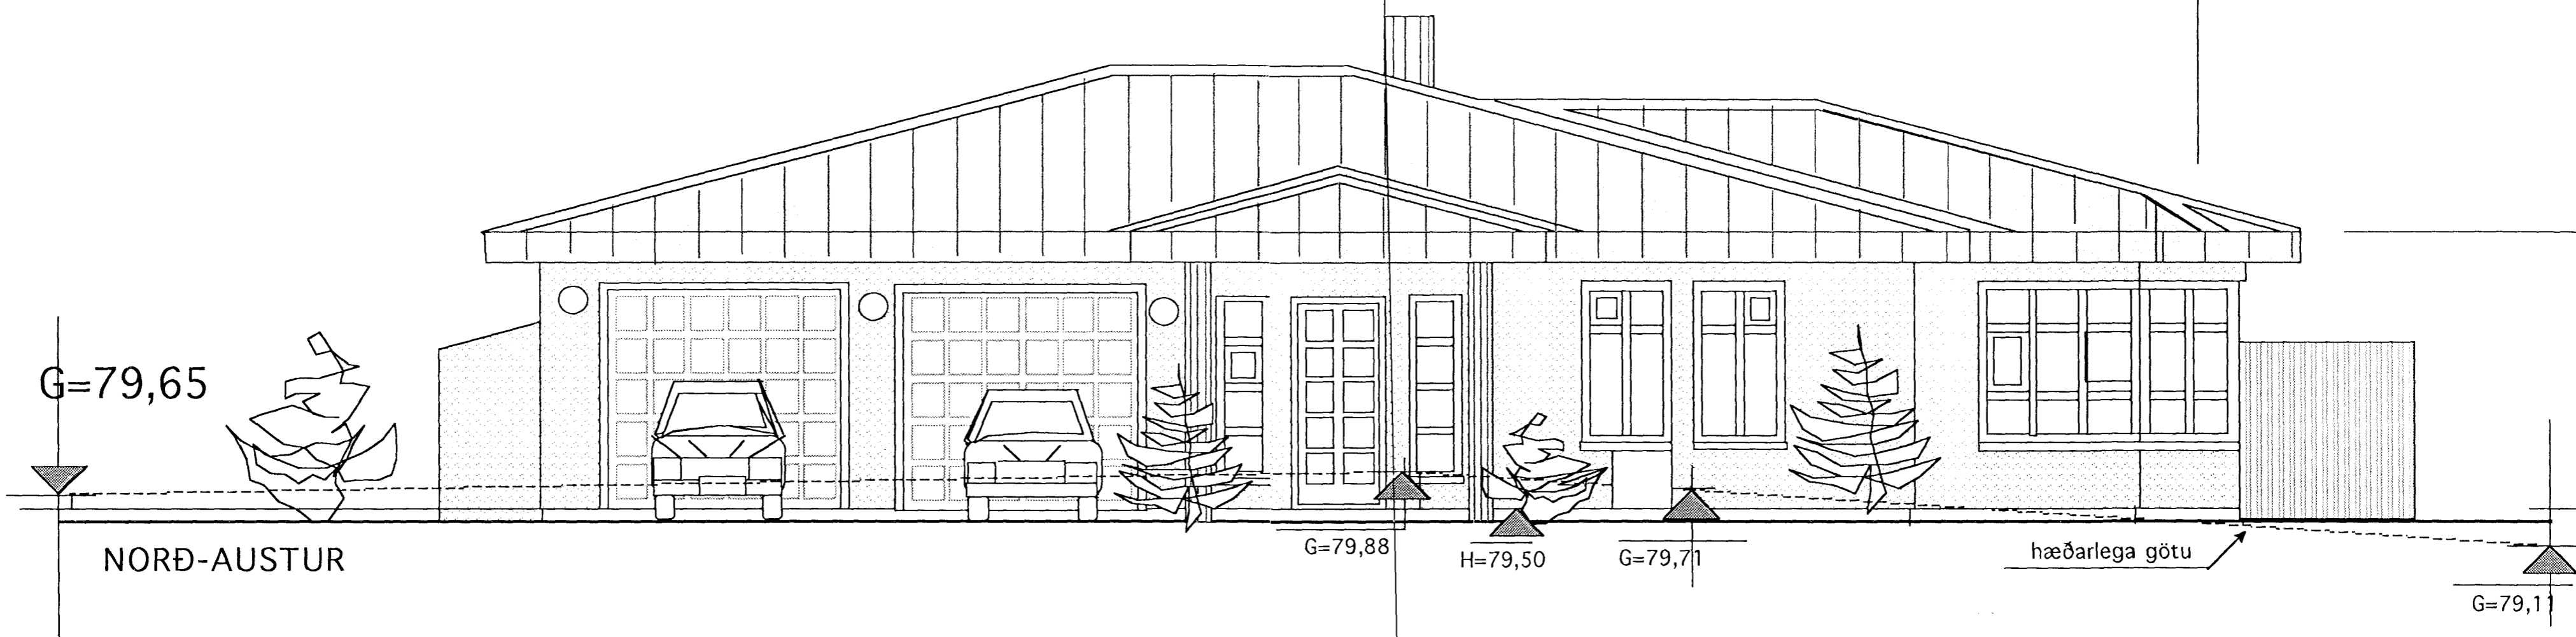 G=79,65
NORÐ-AUSTUR
G=79,88
H=79,50
G=79,71
hæðarlega götu
G=79,11